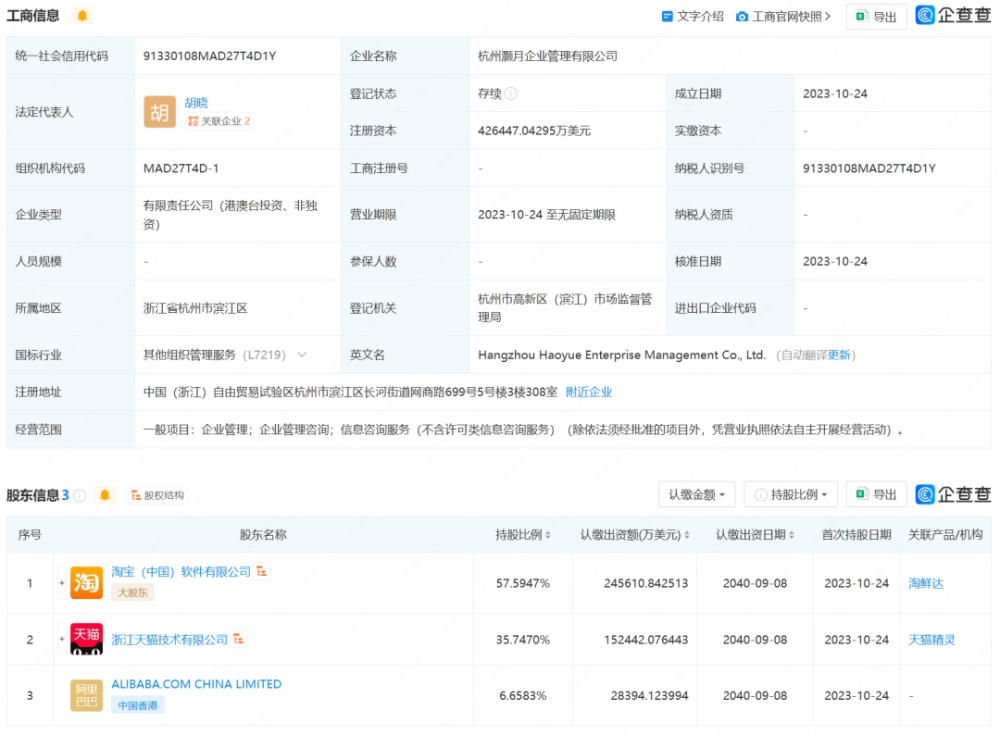 工商信息 文字介绍 工商官网快照 导出 企查查
统一社会信用代码 91330108MAD27T4D1Y 企业名称 杭州灏月企业管理有限公司
法定代表人 胡 胡晓 关联企业 2 登记状态 存续 成立日期 2023-10-24
注册资本 426447.04295万美元 实缴资本 -
组织机构代码 MAD27T4D-1 工商注册号 - 纳税人识别号 91330108MAD27T4D1Y
企业类型 有限责任公司（港澳台投资、非独
资） 营业期限 2023-10-24 至无固定期限 纳税人资质 -
人员规模 - 参保人数 - 核准日期 2023-10-24
所属地区 浙江省杭州市滨江区 登记机关 杭州市高新区（滨江）市场监督管
理局 进出口企业代码 -
国标行业 其他组织管理服务（L7219） 英文名 Hangzhou Haoyue Enterprise Management Co., Ltd. （自动翻译更新）
注册地址 中国（浙江）自由贸易试验区杭州市滨江区长河街道网商路699号5号楼3楼308室 附近企业
经营范围 一般项目：企业管理；企业管理咨询；信息咨询服务（不含许可类信息咨询服务）（除依法须经批准的项目外，凭营业执照依法自主开展经营活动）。
股东信息 3 股权结构 认缴金额 持股比例 导出 企查查
序号 股东名称 持股比例 认缴出资额(万美元) 认缴出资日期 首次持股日期 关联产品/机构
1 + 淘 淘宝（中国）软件有限公司 57.5947% 245610.842513 2040-09-08 2023-10-24 淘鲜达
大股东
2 + 天猫 浙江天猫技术有限公司 35.7470% 152442.076443 2040-09-08 2023-10-24 天猫精灵
3 阿里巴巴 ALIBABA.COM CHINA LIMITED 6.6583% 28394.123994 2040-09-08 2023-10-24 -
中国香港